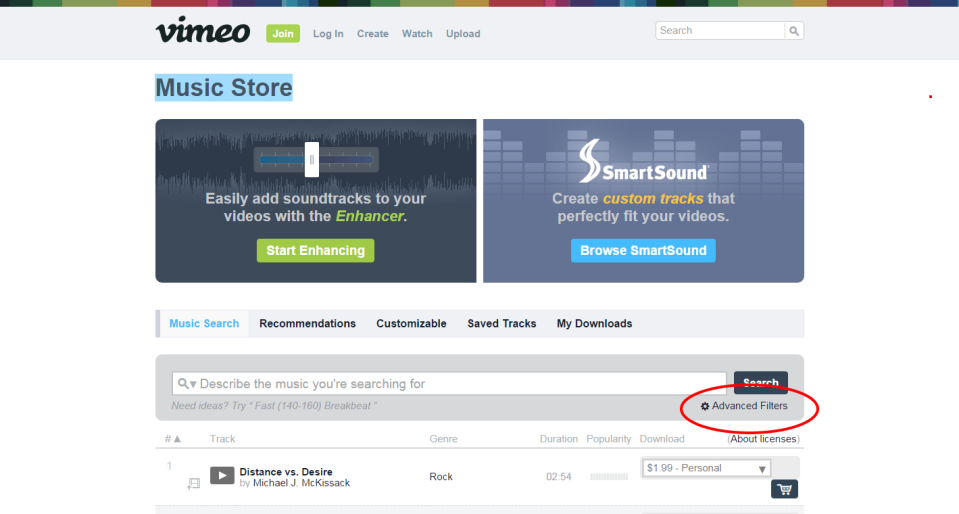 vimeo Join Log In Create Watch Upload Search
Music Store
Easily add soundtracks to your
videos with the Enhancer.
Start Enhancing
SmartSound
Create custom tracks that
perfectly fit your videos.
Browse SmartSound
Music Search Recommendations Customizable Saved Tracks My Downloads
Describe the music you're searching for Search
Need ideas? Try " Fast (140-160) Breakbeat " Advanced Filters
# ▲ Track Genre Duration Popularity Download (About licenses)
1 Distance vs. Desire Rock 02:54 $1.99 - Personal ▼
by Michael J. McKissack